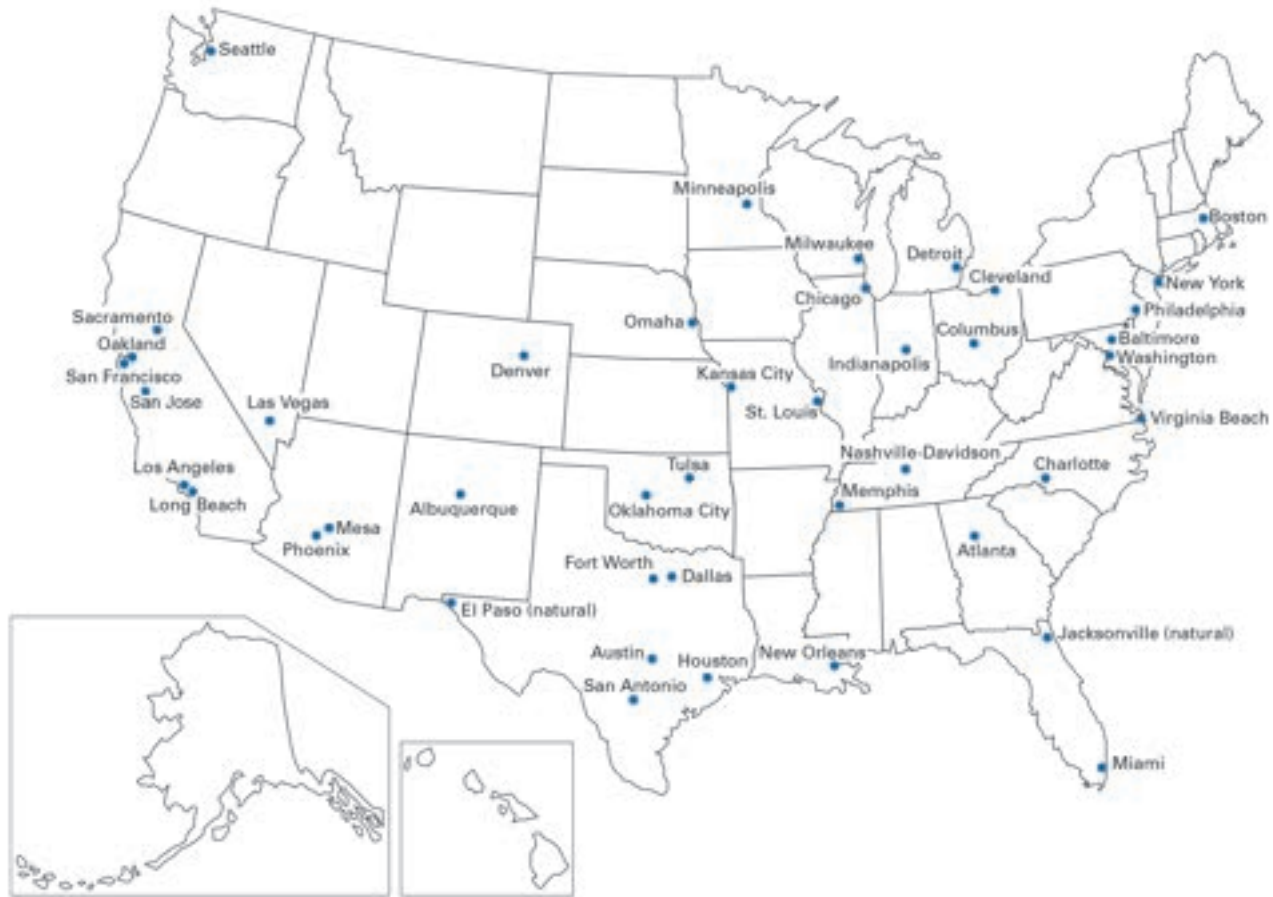 Seattle
Minneapolis
Boston
Milwaukee
Detroit
Cleveland
New York
Chicago
Philadelphia
Sacramento
Omaha
Columbus
Baltimore
Oakland
Washington
Indianapolis
Denver
San Francisco
Kansas City
San Jose
Las Vegas
St. Louis
Virginia Beach
Nashville-Davidson
Los Angeles
Tulsa
Charlotte
Memphis
Long Beach
Albuquerque
Oklahoma City
Mesa
Phoenix
Atlanta
Fort Worth
Dallas
El Paso (natural)
Jacksonville (natural)
Austin
New Orleans
Houston
San Antonio
Miami